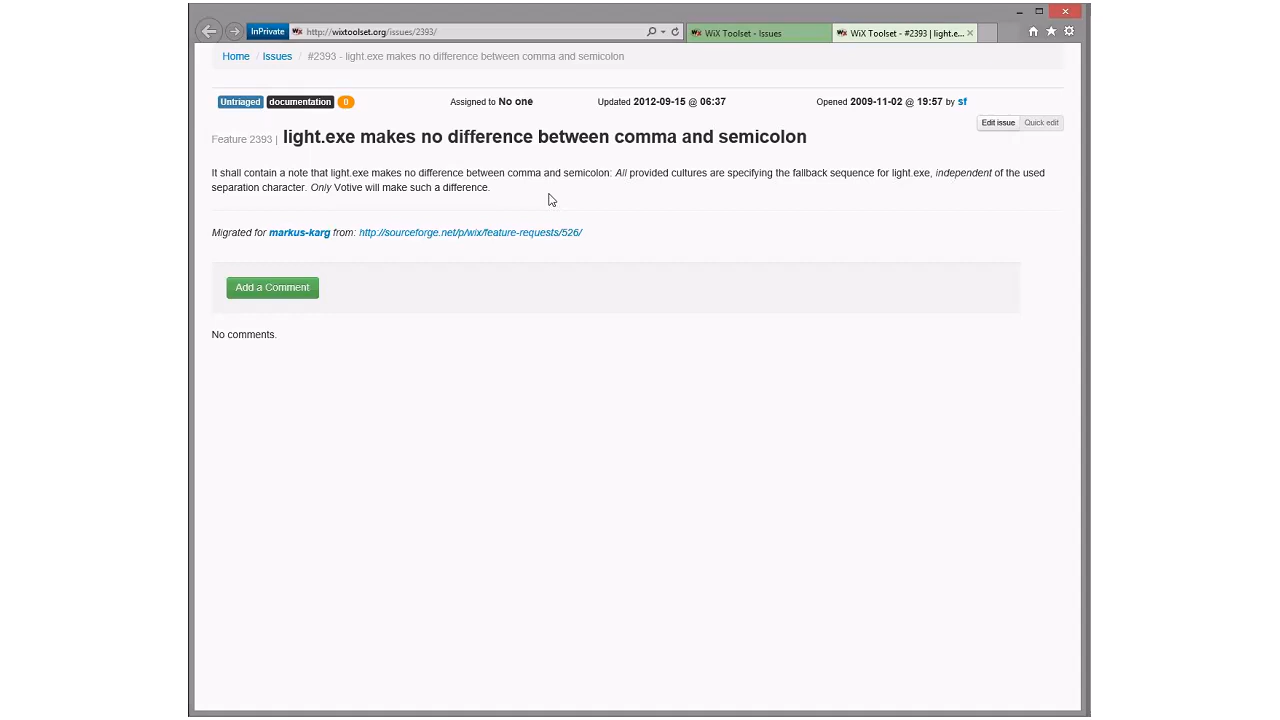 InPrivate http://wixtoolset.org/issues/2393/ WiX Toolset - Issues WiX Toolset - #2393 | light.e...
Home / Issues / #2393 - light.exe makes no difference between comma and semicolon
Untriaged documentation 0 Assigned to No one Updated 2012-09-15 @ 06:37 Opened 2009-11-02 @ 19:57 by sf
Edit issue Quick edit
Feature 2393 | light.exe makes no difference between comma and semicolon
It shall contain a note that light.exe makes no difference between comma and semicolon: All provided cultures are specifying the fallback sequence for light.exe, independent of the used
separation character. Only Votive will make such a difference.
Migrated for markus-karg from: http://sourceforge.net/p/wix/feature-requests/526/
Add a Comment
No comments.